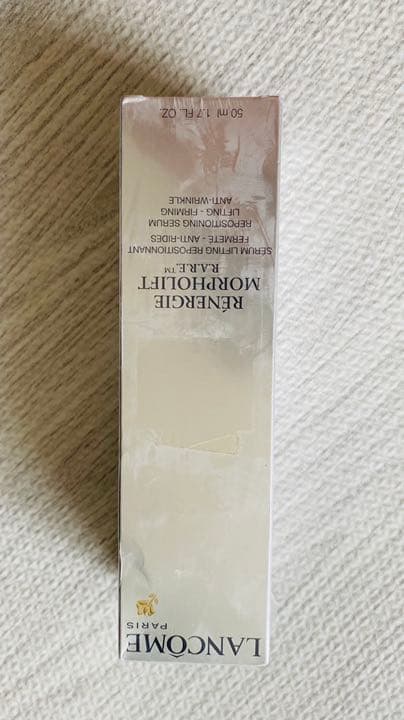 LANCÔME
PARIS
RÉNERGIE
MORPHOLIFT
R.A.R.E.™
SÉRUM LIFTING REPOSITIONNANT
FERMETÉ - ANTI-RIDES
REPOSITIONING SERUM
LIFTING - FIRMING
ANTI-WRINKLE
50 ml 1.7 FL. OZ.